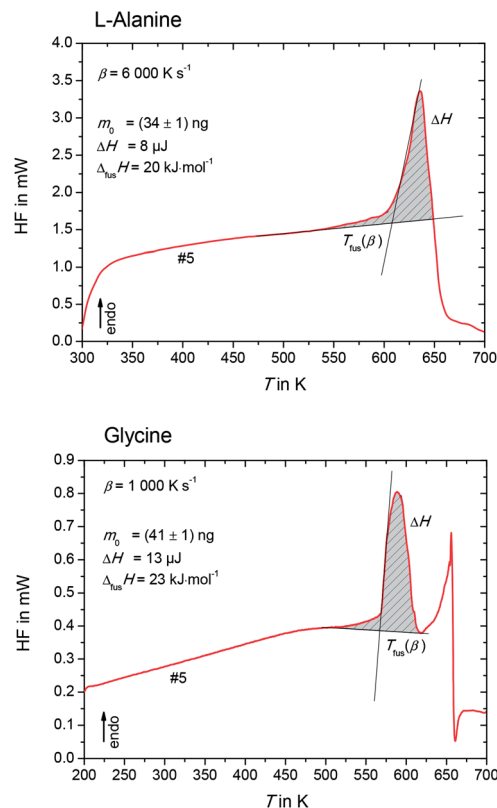 L-Alanine
4.0
3.5
3.0
2.5
2.0
1.5
1.0
0.5
0.0
HF in mW
β = 6 000 K s⁻¹
m₀ = (34 ± 1) ng
ΔH = 8 µJ
Δ_fusH = 20 kJ·mol⁻¹
ΔH
T_fus(β)
#5
endo
300 350 400 450 500 550 600 650 700
T in K
Glycine
0.9
0.8
0.7
0.6
0.5
0.4
0.3
0.2
0.1
0.0
HF in mW
β = 1 000 K s⁻¹
m₀ = (41 ± 1) ng
ΔH = 13 µJ
Δ_fusH = 23 kJ·mol⁻¹
ΔH
T_fus(β)
#5
endo
200 250 300 350 400 450 500 550 600 650 700
T in K